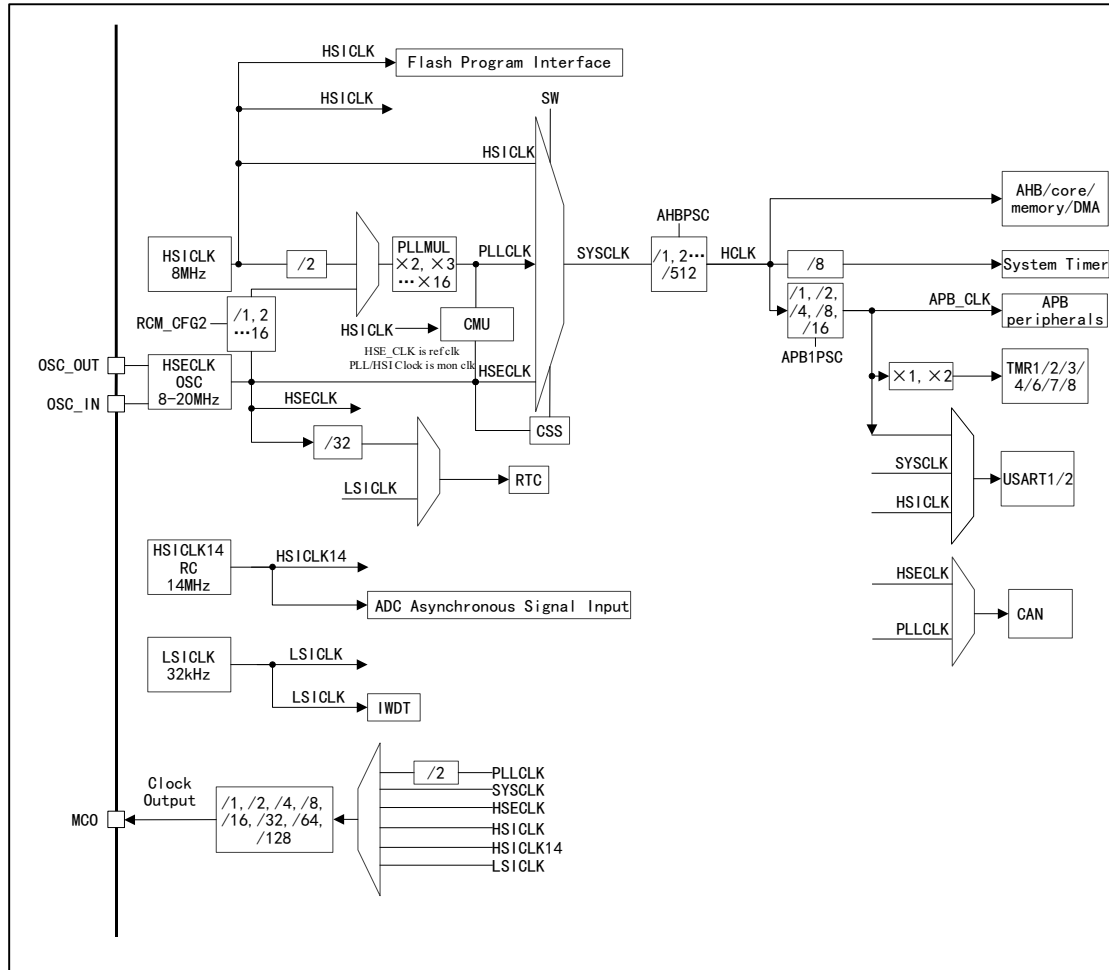 HSICLK
Flash Program Interface
HSICLK
SW
HSICLK
AHB/core/
memory/DMA
AHBPSC
HSICLK
8MHz
/2
PLLMUL
×2, ×3
…×16
PLLCLK
SYSCLK
/1, 2…
/512
HCLK
/8
System Timer
RCM_CFG2
/1, 2
…16
HSICLK
CMU
HSE_CLK is ref clk
PLL/HSI Clock is mon clk
/1, /2,
/4, /8,
/16
APB1PSC
APB_CLK
APB
peripherals
OSC_OUT
OSC_IN
HSECLK
OSC
8-20MHz
HSECLK
HSECLK
×1, ×2
TMR1/2/3/
4/6/7/8
CSS
/32
LSICLK
RTC
SYSCLK
HSICLK
USART1/2
HSICLK14
RC
14MHz
HSICLK14
ADC Asynchronous Signal Input
HSECLK
PLLCLK
CAN
LSICLK
32kHz
LSICLK
LSICLK
IWDT
MCO
Clock
Output
/1, /2, /4, /8,
/16, /32, /64,
/128
/2
PLLCLK
SYSCLK
HSECLK
HSICLK
HSICLK14
LSICLK